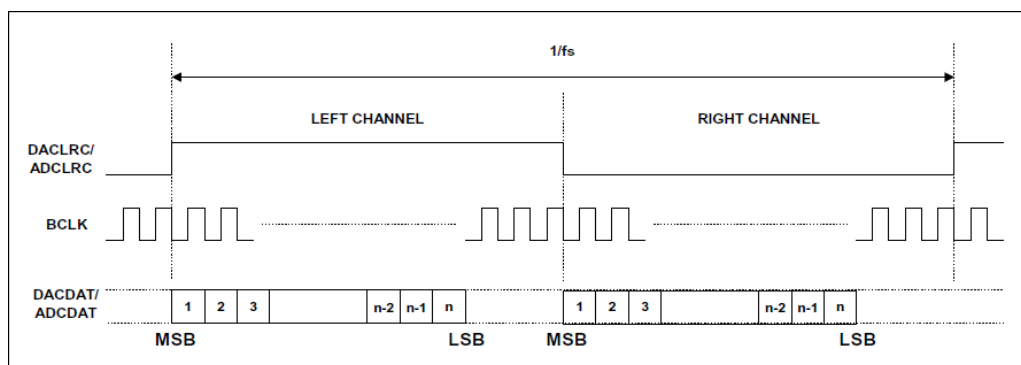 1/fs
LEFT CHANNEL
RIGHT CHANNEL
DACLRC/
ADCLRC
BCLK
DACDAT/
ADCDAT
1 2 3 n-2 n-1 n 1 2 3 n-2 n-1 n
MSB LSB MSB LSB